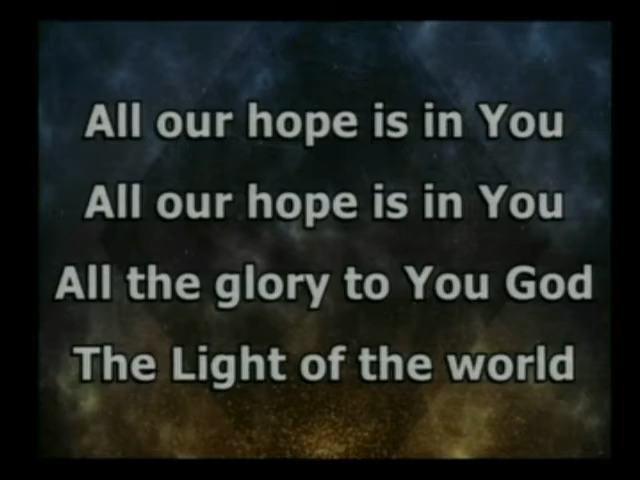 All our hope is in You
All our hope is in You
All the glory to You God
The Light of the world